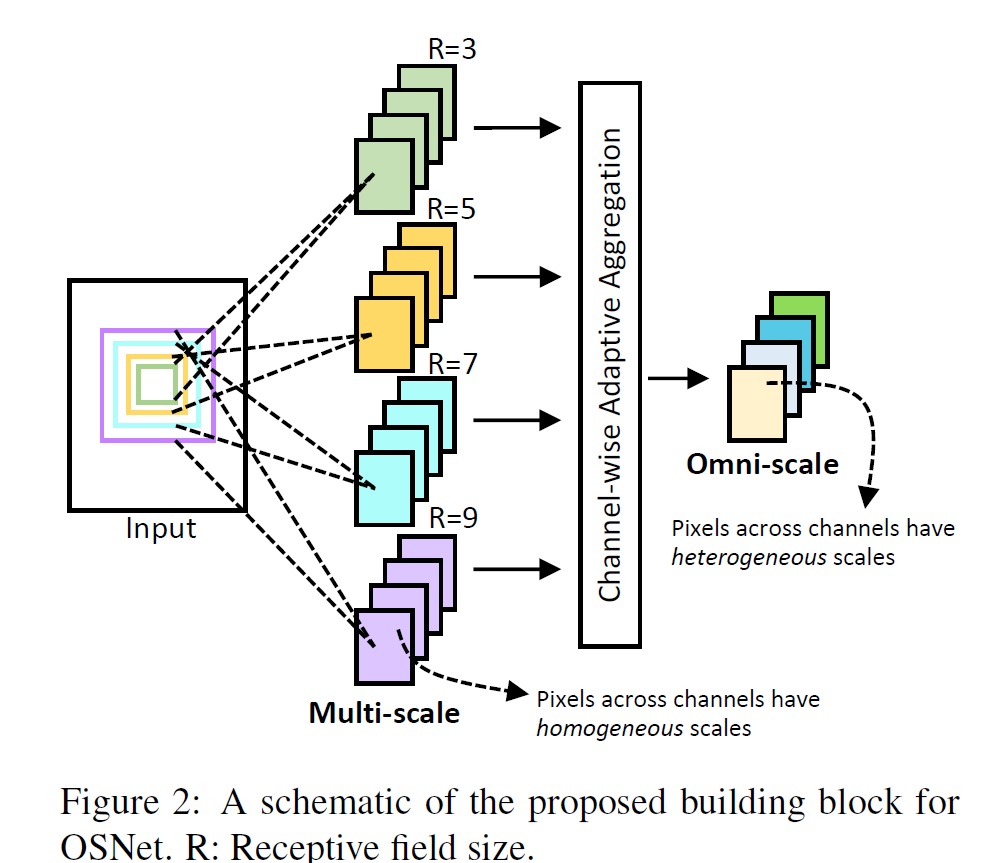 R=3
R=5
R=7
R=9
Input
Multi-scale
Channel-wise Adaptive Aggregation
Omni-scale
Pixels across channels have
heterogeneous scales
Pixels across channels have
homogeneous scales
Figure 2: A schematic of the proposed building block for
OSNet. R: Receptive field size.